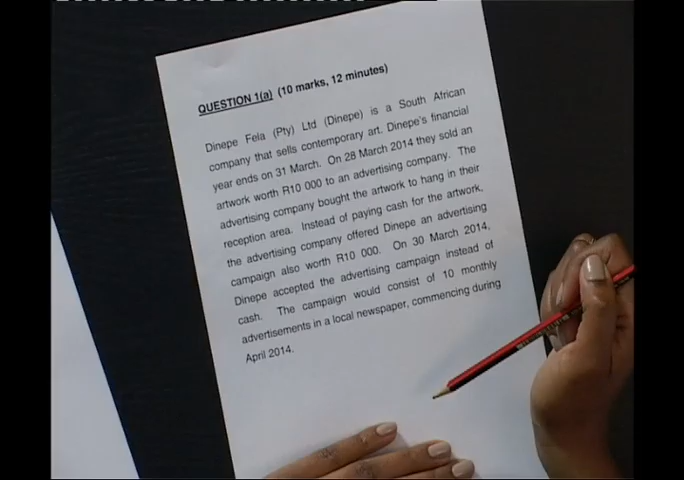 QUESTION 1(a) (10 marks, 12 minutes)
Dinepe Fela (Pty) Ltd (Dinepe) is a South African
company that sells contemporary art. Dinepe's financial
year ends on 31 March. On 28 March 2014 they sold an
artwork worth R10 000 to an advertising company. The
advertising company bought the artwork to hang in their
reception area. Instead of paying cash for the artwork,
the advertising company offered Dinepe an advertising
campaign also worth R10 000. On 30 March 2014,
Dinepe accepted the advertising campaign instead of
cash. The campaign would consist of 10 monthly
advertisements in a local newspaper, commencing during
April 2014.